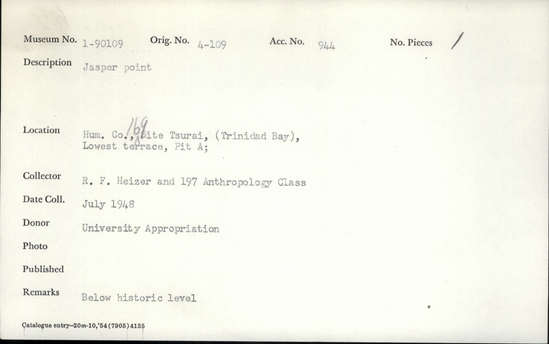 Museum No. 1-90109 Orig. No. 4-109 Acc. No. 944 No. Pieces 1
Description Jasper point
Location Hum. Co., 169 Site Tsurai, (Trinidad Bay),
Lowest terrace, Pit A;
Collector R. F. Heizer and 197 Anthropology Class
Date Coll. July 1948
Donor University Appropriation
Photo
Published
Remarks Below historic level
Catalogue entry—20m-10,'54(7905)4155